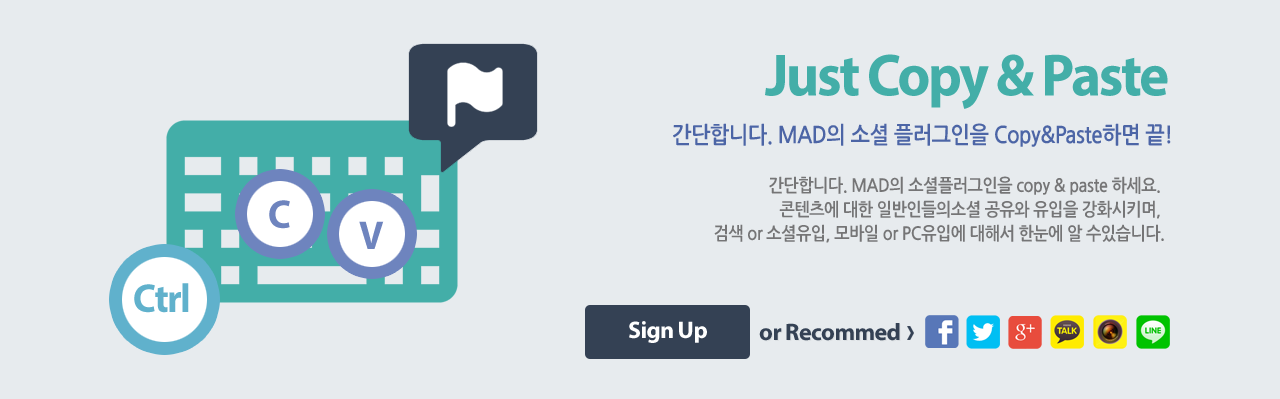 Just Copy & Paste
간단합니다. MAD의 소셜 플러그인을 Copy&Paste하면 끝!
간단합니다. MAD의 소셜플러그인을 copy & paste 하세요.
콘텐츠에 대한 일반인들의소셜 공유와 유입을 강화시키며,
검색 or 소셜유입, 모바일 or PC유입에 대해서 한눈에 알 수있습니다.
C
V
Ctrl
Sign Up
or Recommed ›
f
g+
TALK
LINE